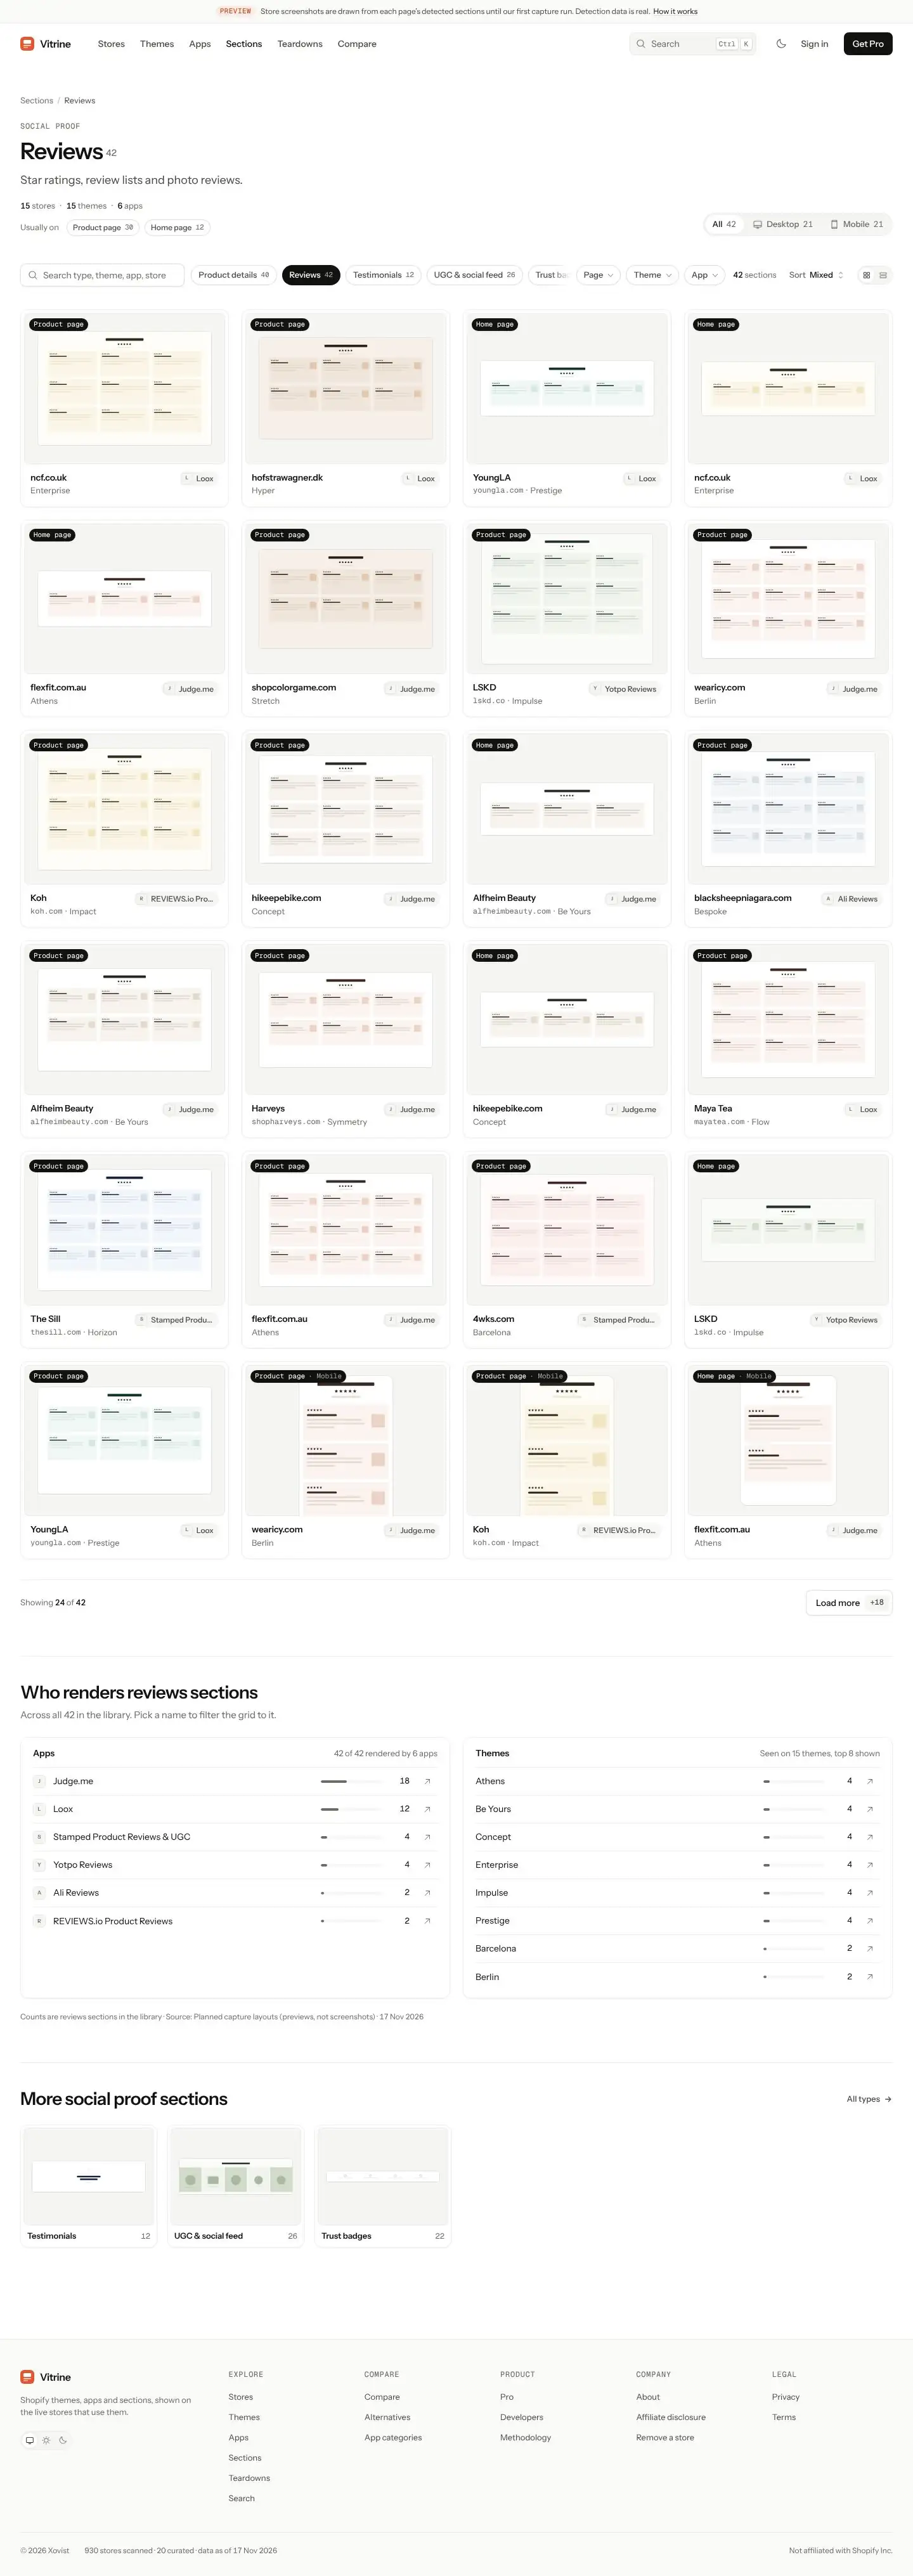 PREVIEW Store screenshots are drawn from each page's detected sections until our first capture run. Detection data is real. How it works
Vitrine Stores Themes Apps Sections Teardowns Compare Search Ctrl K Sign in Get Pro
Sections / Reviews
SOCIAL PROOF
Reviews 42
Star ratings, review lists and photo reviews.
15 stores · 15 themes · 6 apps
Usually on Product page 30 Home page 12
All 42 Desktop 21 Mobile 21
Search type, theme, app, store Product details 40 Reviews 42 Testimonials 12 UGC & social feed 26 Trust Page Theme App 42 sections Sort Mixed
Product page Product page Home page Home page
ncf.co.uk L Loox hofstrawagner.dk L Loox YoungLA L Loox ncf.co.uk L Loox
Enterprise Hyper youngla.com · Prestige Enterprise
Home page Product page Product page Product page
flexfit.com.au J Judge.me shopcolorgame.com J Judge.me LSKD Y Yotpo Reviews wearicy.com J Judge.me
Athens Stretch lskd.co · Impulse Berlin
Product page Product page Home page Product page
Koh R REVIEWS.io Pro... hikeepebike.com J Judge.me Alfheim Beauty J Judge.me blacksheepniagara.com A Ali Reviews
koh.com · Impact Concept alfheimbeauty.com · Be Yours Bespoke
Product page Product page Home page Product page
Alfheim Beauty J Judge.me Harveys J Judge.me hikeepebike.com J Judge.me Maya Tea L Loox
alfheimbeauty.com · Be Yours shopharveys.com · Symmetry Concept mayatea.com · Flow
Product page Product page Product page Home page
The Sill S Stamped Produ... flexfit.com.au J Judge.me 4wks.com S Stamped Produ... LSKD Y Yotpo Reviews
thesill.com · Horizon Athens Barcelona lskd.co · Impulse
Product page Product page · Mobile Product page · Mobile Home page · Mobile
YoungLA L Loox wearicy.com J Judge.me Koh R REVIEWS.io Pro... flexfit.com.au J Judge.me
youngla.com · Prestige Berlin koh.com · Impact Athens
Showing 24 of 42 Load more +18
Who renders reviews sections
Across all 42 in the library. Pick a name to filter the grid to it.
Apps 42 of 42 rendered by 6 apps
J Judge.me 18
L Loox 12
S Stamped Product Reviews & UGC 4
Y Yotpo Reviews 4
A Ali Reviews 2
R REVIEWS.io Product Reviews 2
Themes Seen on 15 themes, top 8 shown
Athens 4
Be Yours 4
Concept 4
Enterprise 4
Impulse 4
Prestige 4
Barcelona 2
Berlin 2
Counts are reviews sections in the library · Source: Planned capture layouts (previews, not screenshots) · 17 Nov 2026
More social proof sections All types →
Testimonials 12 UGC & social feed 26 Trust badges 22
Vitrine
Shopify themes, apps and sections, shown on
the live stores that use them.
EXPLORE
Stores
Themes
Apps
Sections
Teardowns
Search
COMPARE
Compare
Alternatives
App categories
PRODUCT
Pro
Developers
Methodology
COMPANY
About
Affiliate disclosure
Remove a store
LEGAL
Privacy
Terms
© 2026 Xovist 930 stores scanned · 20 curated · data as of 17 Nov 2026 Not affiliated with Shopify Inc.